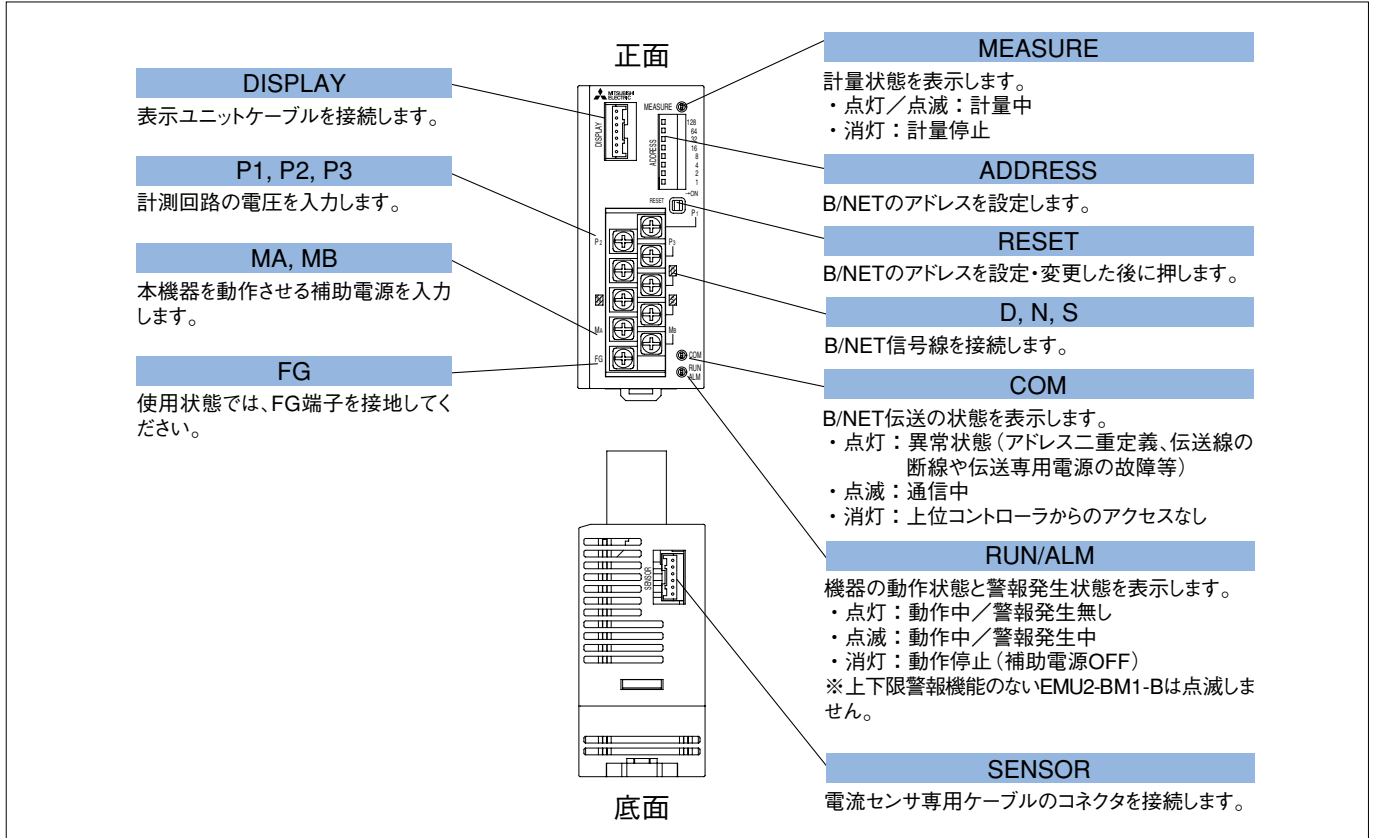 正面
DISPLAY
表示ユニットケーブルを接続します。
P1, P2, P3
計測回路の電圧を入力します。
MA, MB
本機器を動作させる補助電源を入力
します。
FG
使用状態では、FG端子を接地してく
ださい。
MITSUBISHI
ELECTRIC
MEASURE
DISPLAY
ADDRESS
128
64
32
16
8
4
2
1
→ON
RESET
P1
P2
P3
MA
MB
FG
COM
RUN
ALM
SENSOR
底面
MEASURE
計量状態を表示します。
・点灯／点滅：計量中
・消灯：計量停止
ADDRESS
B/NETのアドレスを設定します。
RESET
B/NETのアドレスを設定・変更した後に押します。
D, N, S
B/NET信号線を接続します。
COM
B/NET伝送の状態を表示します。
・点灯：異常状態（アドレス二重定義、伝送線の
断線や伝送専用電源の故障等）
・点滅：通信中
・消灯：上位コントローラからのアクセスなし
RUN/ALM
機器の動作状態と警報発生状態を表示します。
・点灯：動作中／警報発生無し
・点滅：動作中／警報発生中
・消灯：動作停止（補助電源OFF）
※上下限警報機能のないEMU2-BM1-Bは点滅しま
せん。
SENSOR
電流センサ専用ケーブルのコネクタを接続します。